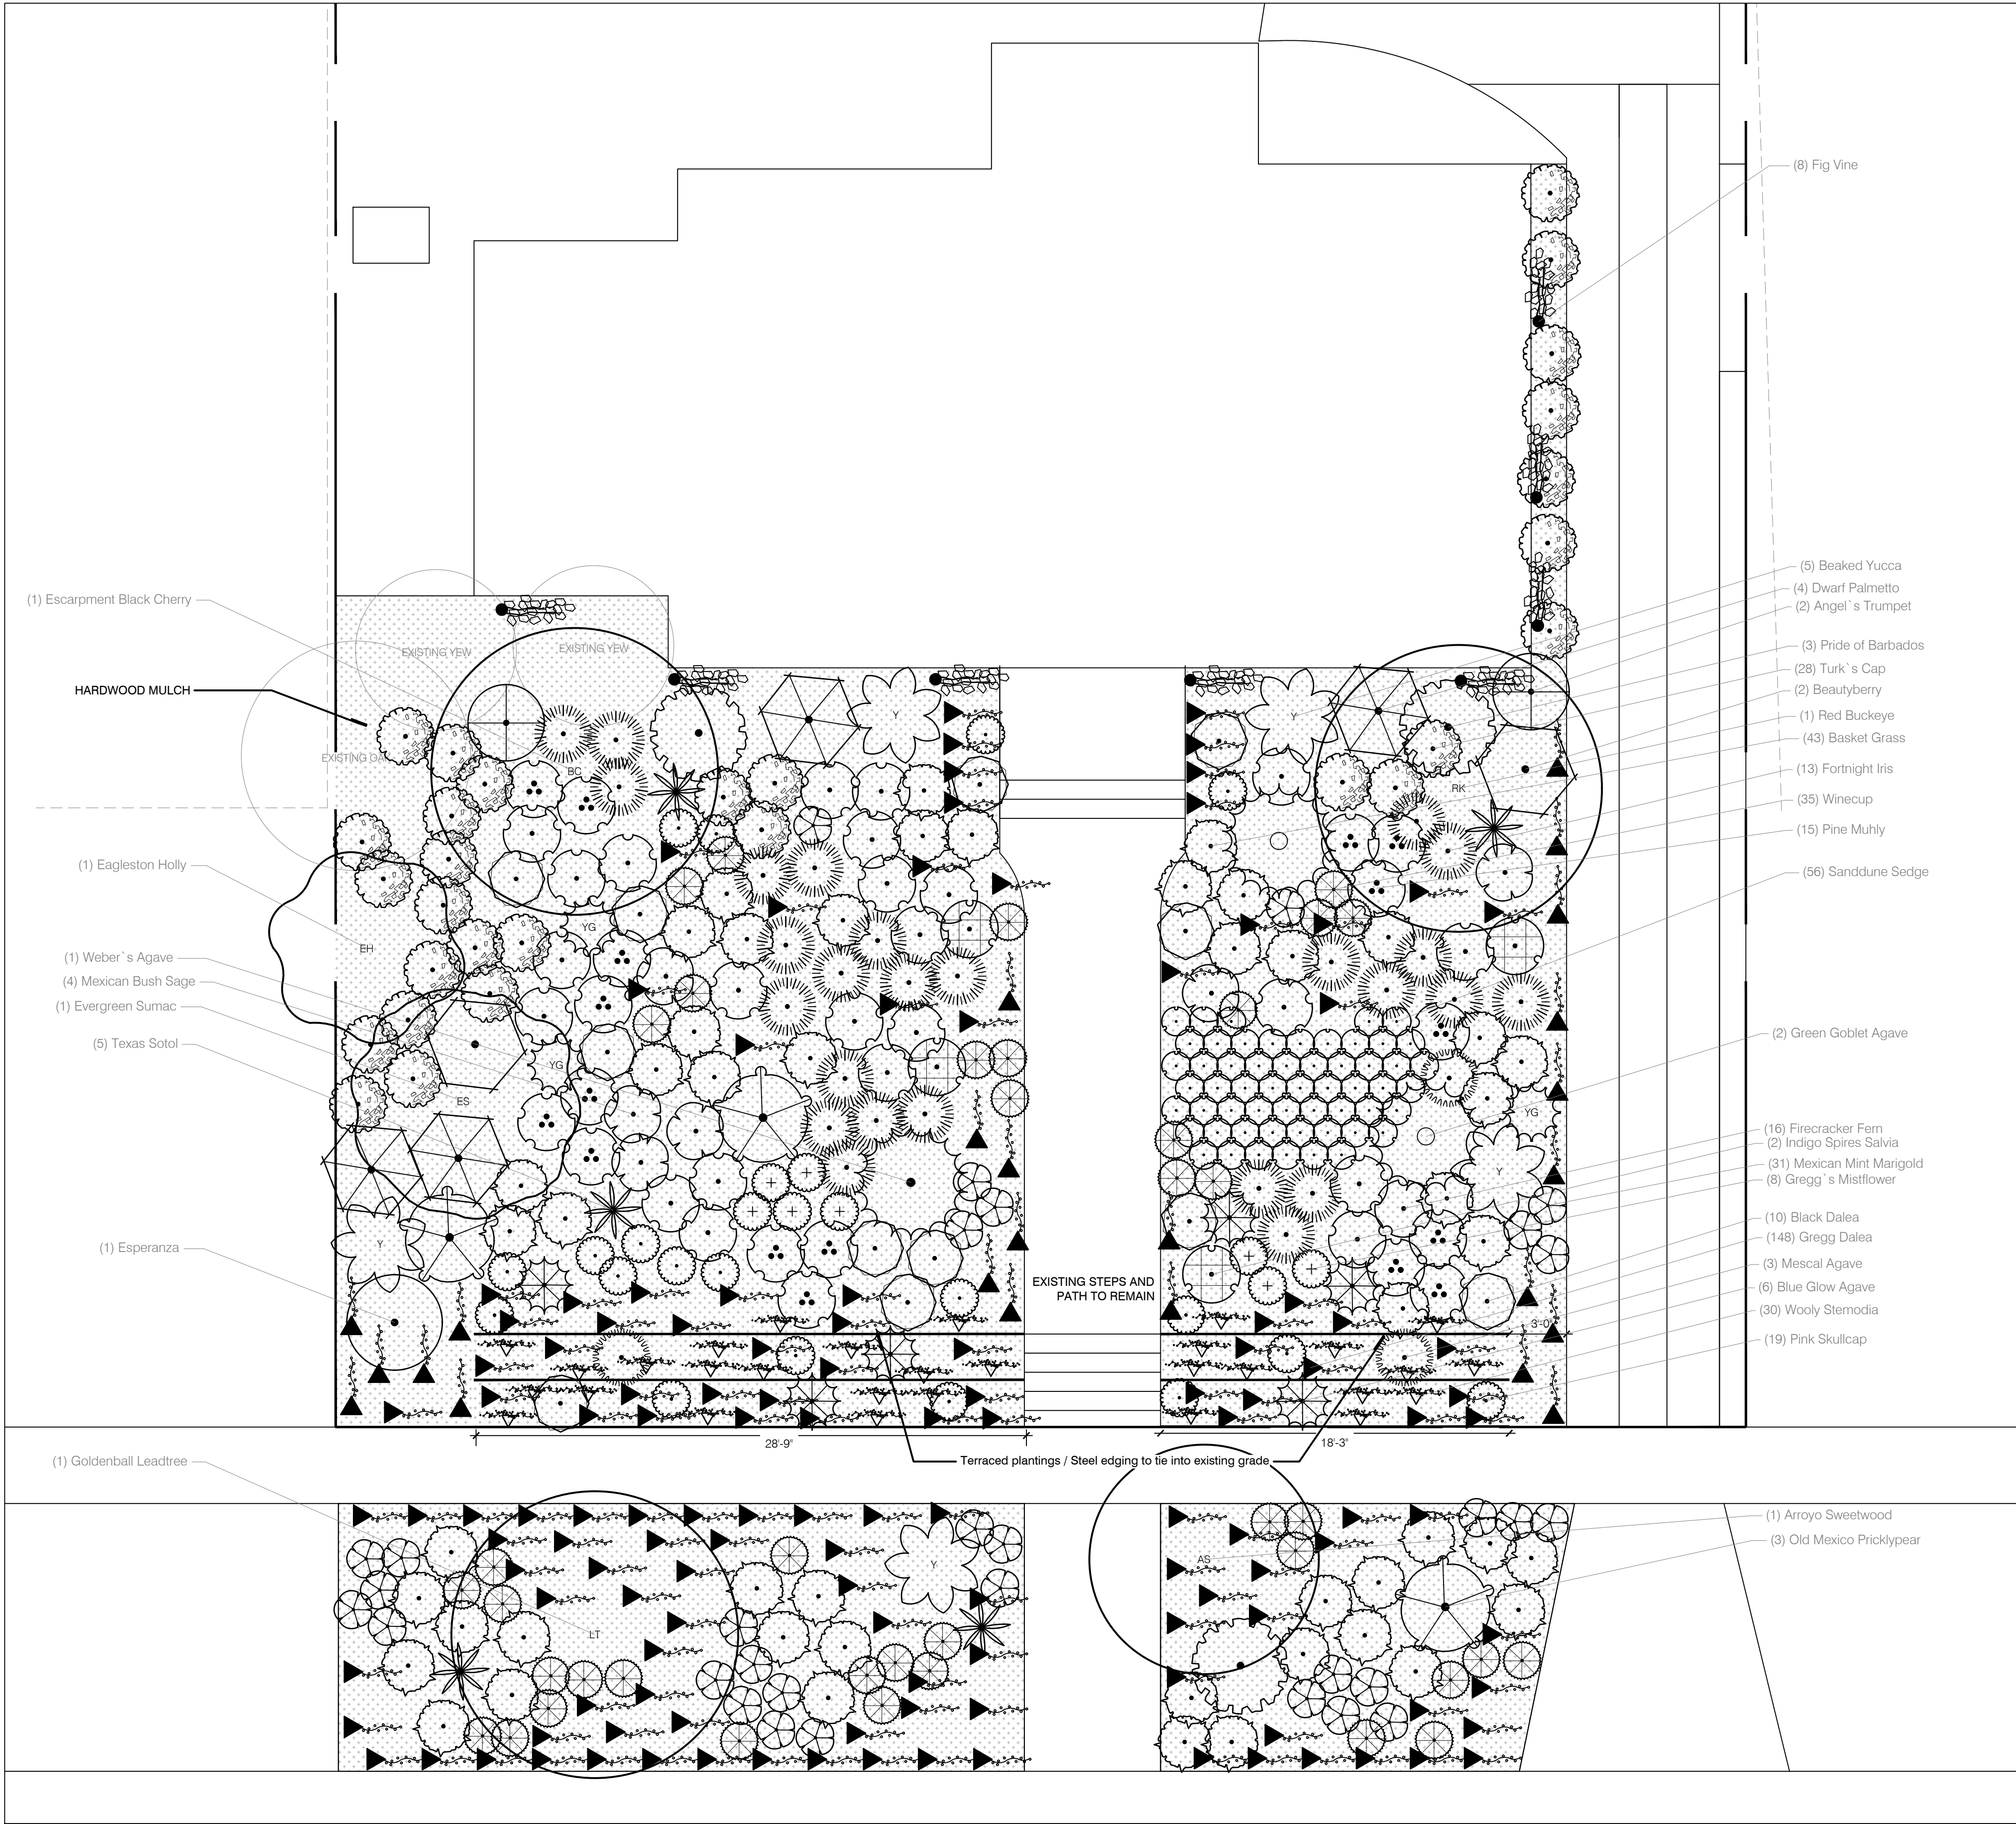 (8) Fig Vine
(5) Beaked Yucca
(4) Dwarf Palmetto
(1) Escarpment Black Cherry
(2) Angel`s Trumpet
EXISTING YEW
EXISTING YEW
(3) Pride of Barbados
(28) Turk`s Cap
HARDWOOD MULCH
(2) Beautyberry
Y
Y
(1) Red Buckeye
(43) Basket Grass
EXISTING OA
BC
(13) Fortnight Iris
RK
(35) Winecup
(15) Pine Muhly
(1) Eagleston Holly
(56) Sanddune Sedge
YG
EH
(1) Weber`s Agave
(4) Mexican Bush Sage
(1) Evergreen Sumac
(5) Texas Sotol
(2) Green Goblet Agave
YG
ES
YG
(16) Firecracker Fern
(2) Indigo Spires Salvia
(31) Mexican Mint Marigold
Y
(8) Gregg`s Mistflower
(10) Black Dalea
(148) Gregg Dalea
Y
(1) Esperanza
(3) Mescal Agave
EXISTING STEPS AND
PATH TO REMAIN
(6) Blue Glow Agave
(30) Wooly Stemodia
3'-0"
(19) Pink Skullcap
28'-9"
18'-3"
(1) Goldenball Leadtree
Terraced plantings / Steel edging to tie into existing grade
(1) Arroyo Sweetwood
(3) Old Mexico Pricklypear
AS
Y
LT